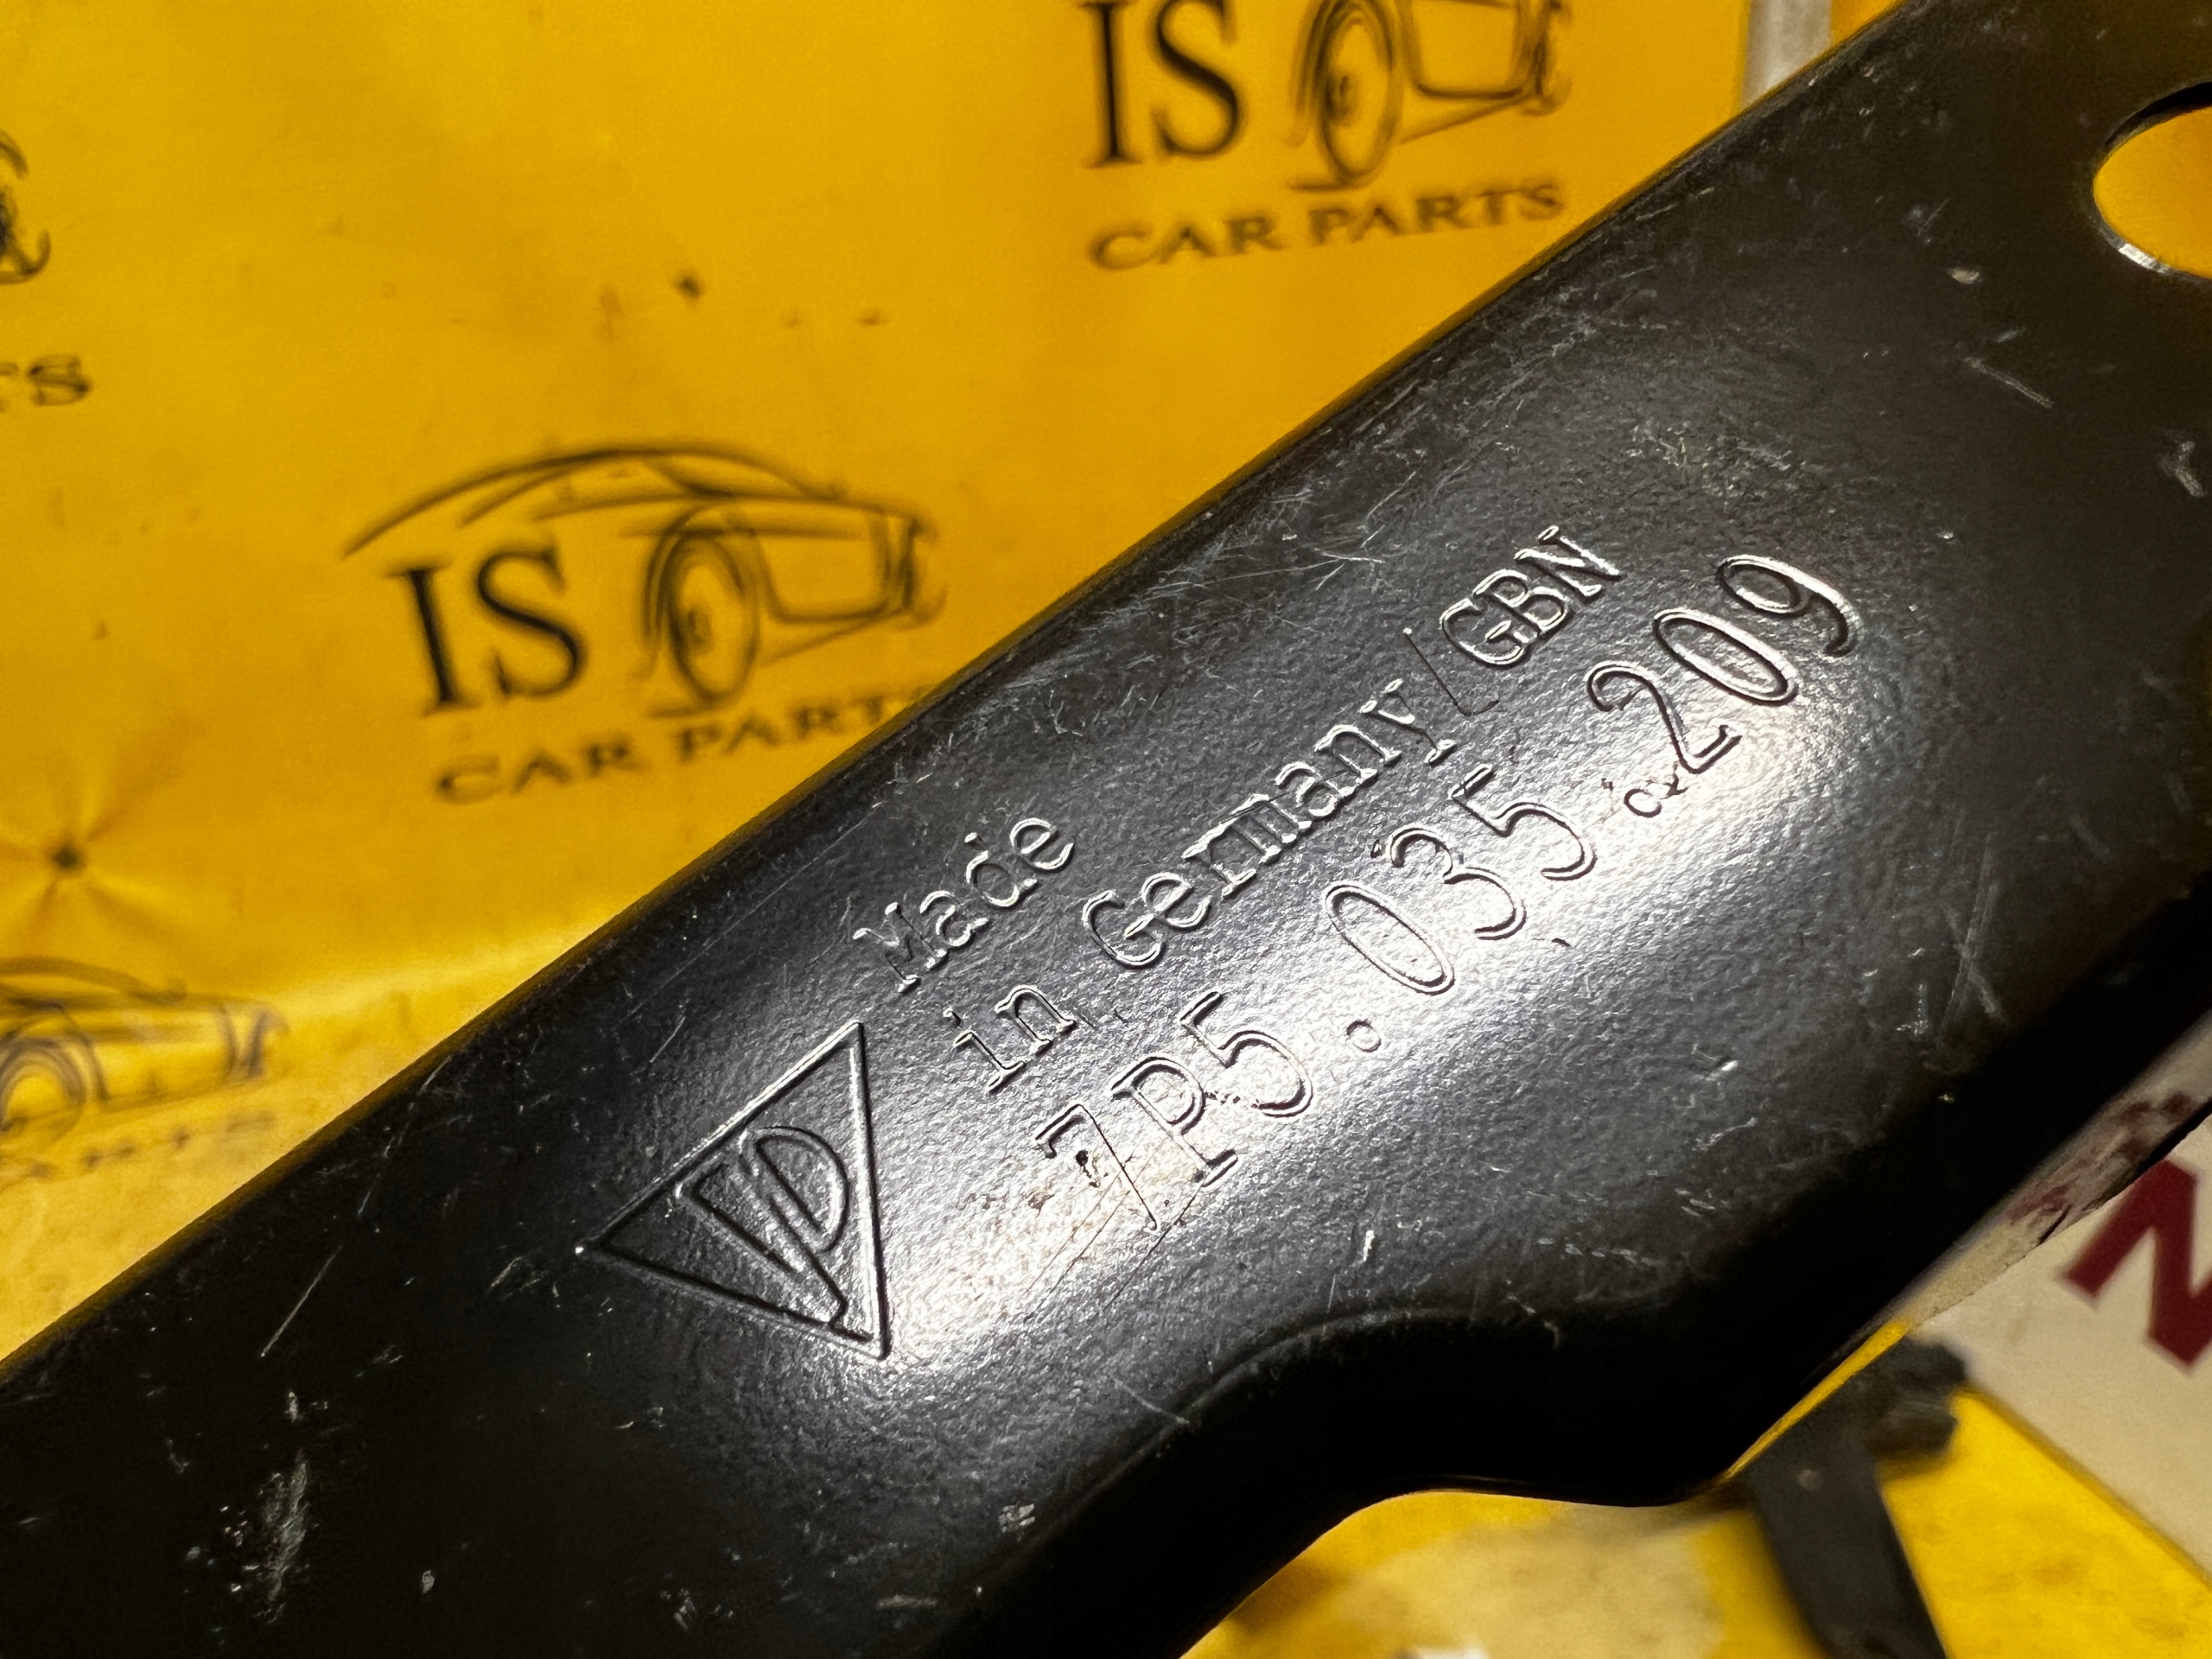 IS
CAR PARTS
IS
CAR PARTS
Made
in Germany/GBN
7P5.035.209